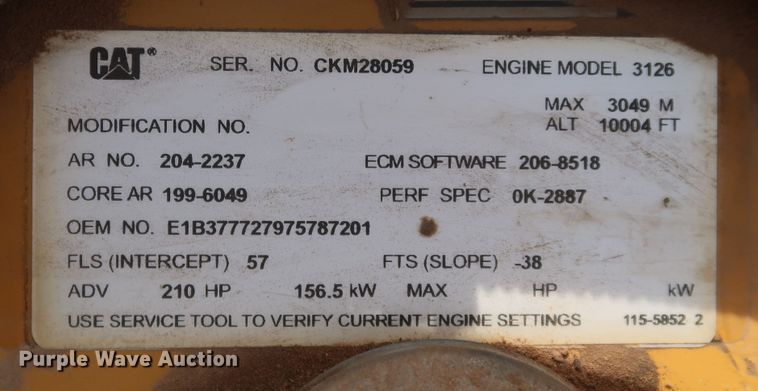 CAT® SER. NO. CKM28059 ENGINE MODEL 3126
MAX 3049 M
MODIFICATION NO. ALT 10004 FT
AR NO. 204-2237 ECM SOFTWARE 206-8518
CORE AR 199-6049 PERF SPEC 0K-2887
OEM NO. E1B377727975787201
FLS (INTERCEPT) 57 FTS (SLOPE) -38
ADV 210 HP 156.5 kW MAX HP kW
USE SERVICE TOOL TO VERIFY CURRENT ENGINE SETTINGS 115-5852 2
Purple Wave Auction